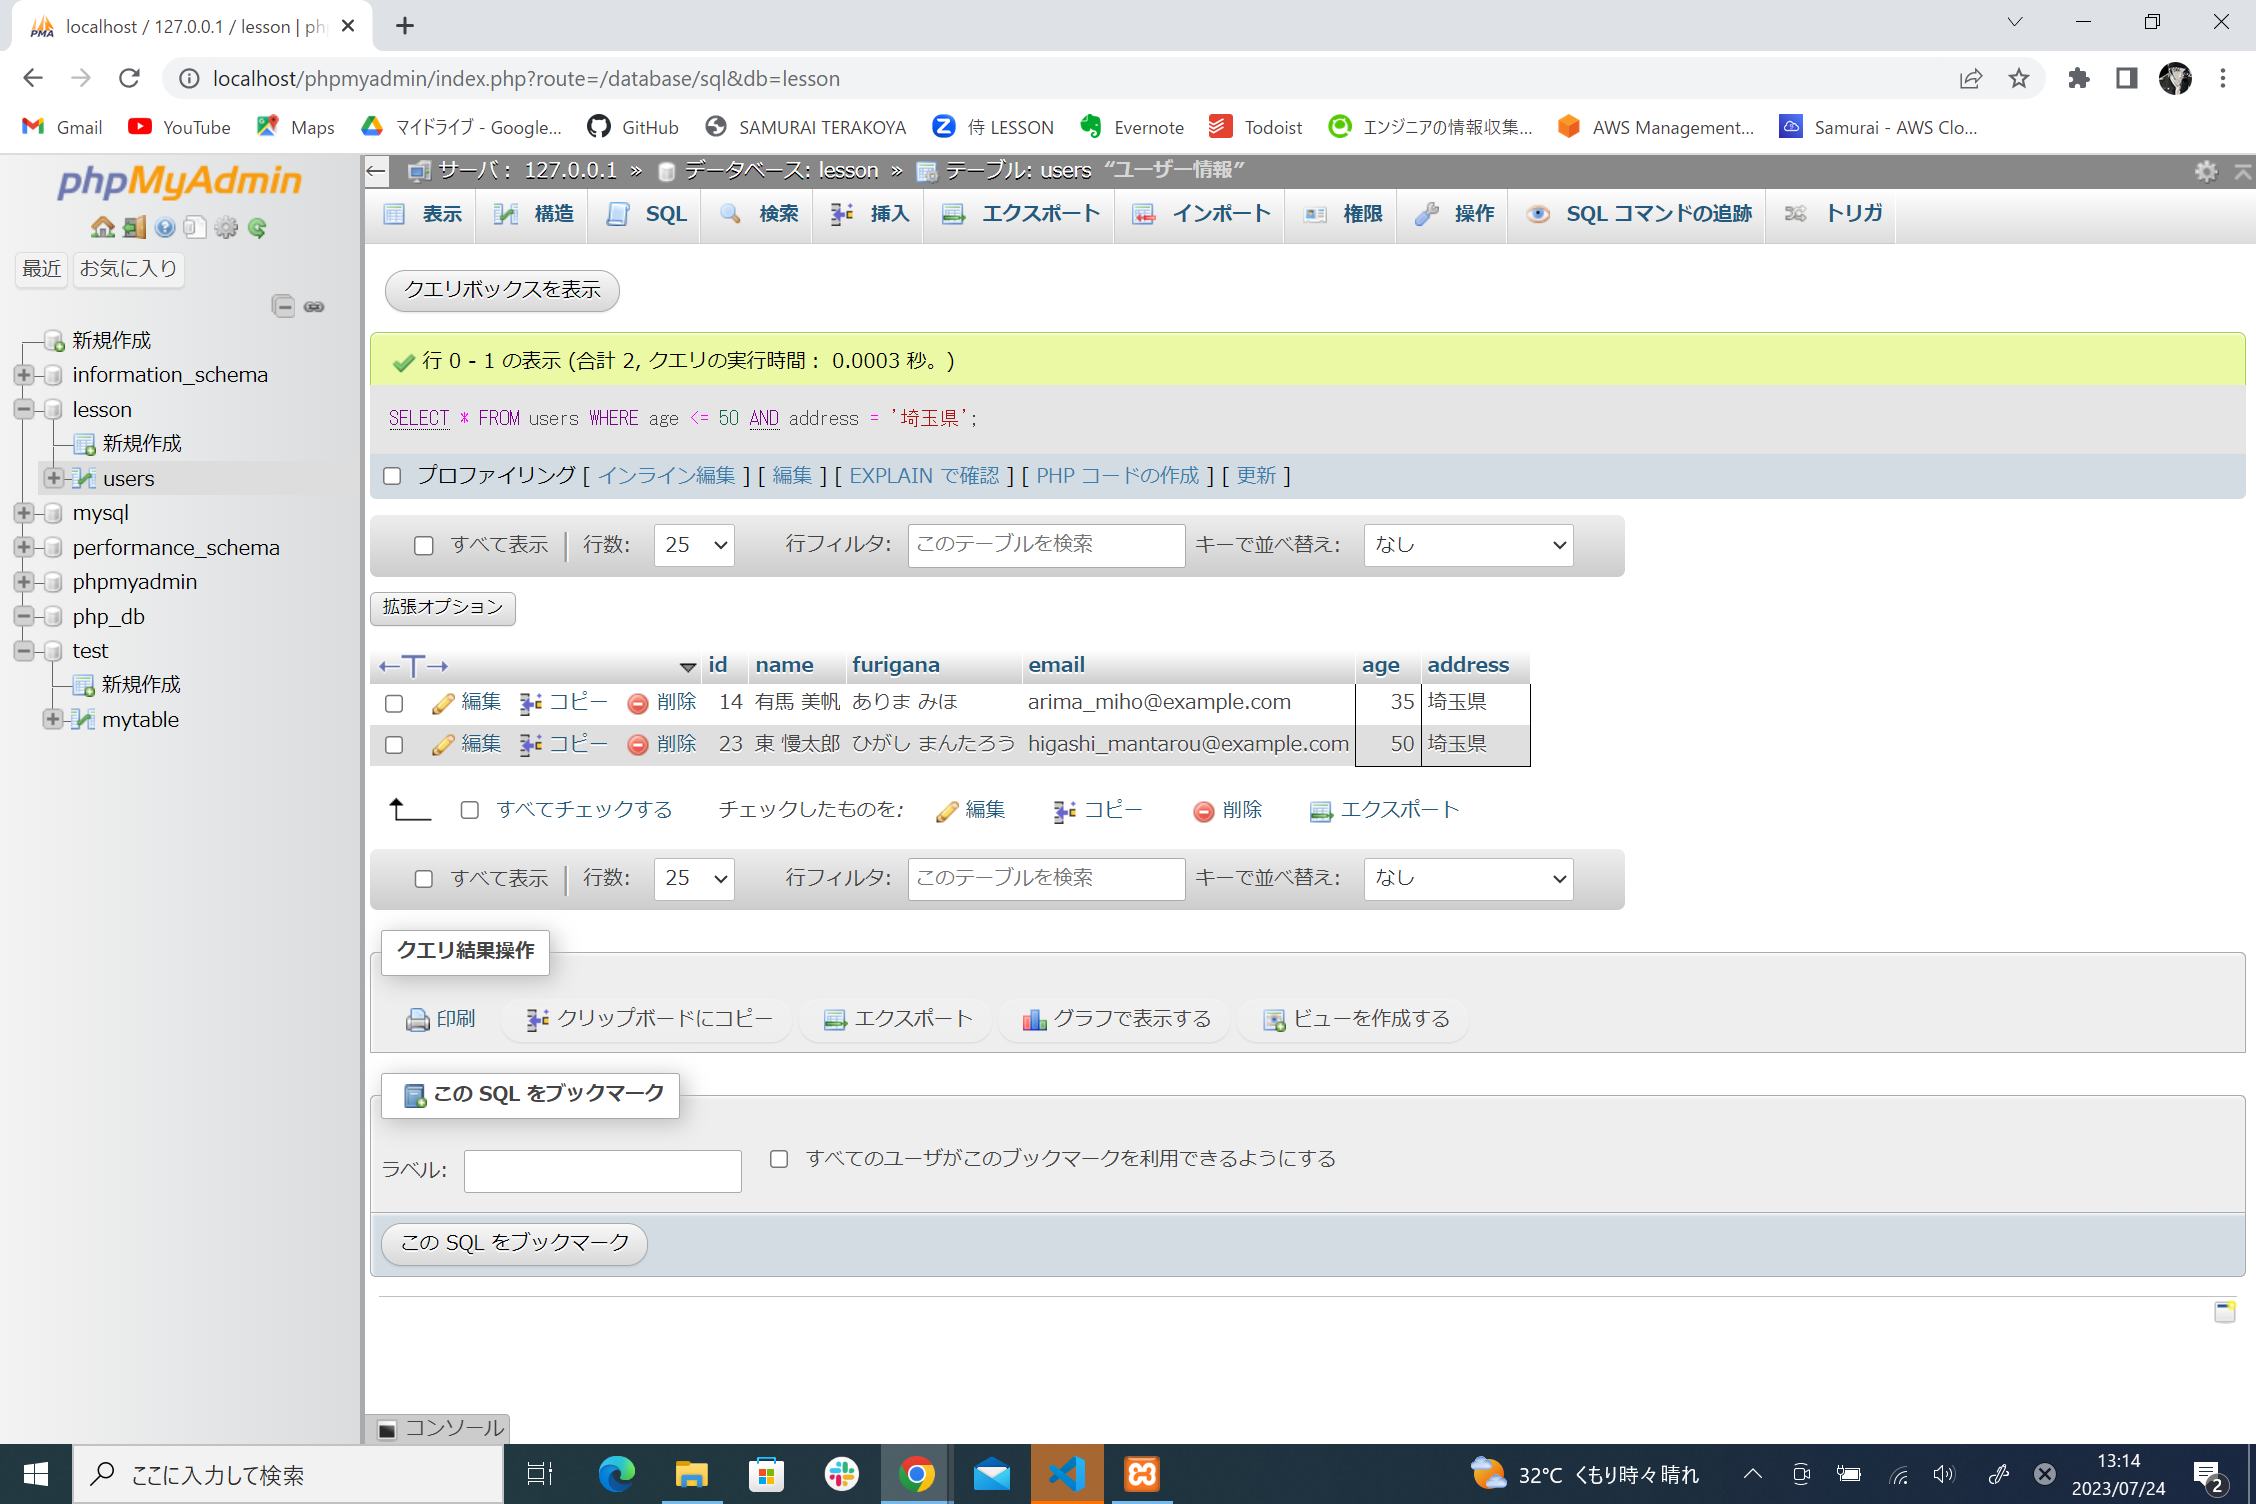 localhost / 127.0.0.1 / lesson | ph
localhost/phpmyadmin/index.php?route=/database/sql&db=lesson
Gmail YouTube Maps マイドライブ - Google... GitHub SAMURAI TERAKOYA 侍 LESSON Evernote Todoist エンジニアの情報収集... AWS Management... Samurai - AWS Clo...
phpMyAdmin
最近 お気に入り
新規作成
information_schema
lesson
新規作成
users
mysql
performance_schema
phpmyadmin
php_db
test
新規作成
mytable
サーバ: 127.0.0.1 » データベース: lesson » テーブル: users “ユーザー情報”
表示 構造 SQL 検索 挿入 エクスポート インポート 権限 操作 SQL コマンドの追跡 トリガ
クエリボックスを表示
行 0 - 1 の表示 (合計 2, クエリの実行時間: 0.0003 秒。)
SELECT * FROM users WHERE age <= 50 AND address = '埼玉県';
プロファイリング [ インライン編集 ] [ 編集 ] [ EXPLAIN で確認 ] [ PHP コードの作成 ] [ 更新 ]
すべて表示 | 行数: 25 行フィルタ: このテーブルを検索 キーで並べ替え: なし
拡張オプション
←T→ id name furigana email age address
編集 コピー 削除 14 有馬 美帆 ありま みほ arima_miho@example.com 35 埼玉県
編集 コピー 削除 23 東 慢太郎 ひがし まんたろう higashi_mantarou@example.com 50 埼玉県
すべてチェックする チェックしたものを: 編集 コピー 削除 エクスポート
すべて表示 | 行数: 25 行フィルタ: このテーブルを検索 キーで並べ替え: なし
クエリ結果操作
印刷 クリップボードにコピー エクスポート グラフで表示する ビューを作成する
この SQL をブックマーク
ラベル: すべてのユーザがこのブックマークを利用できるようにする
この SQL をブックマーク
コンソール
ここに入力して検索
32°C くもり時々晴れ
13:14
2023/07/24
2